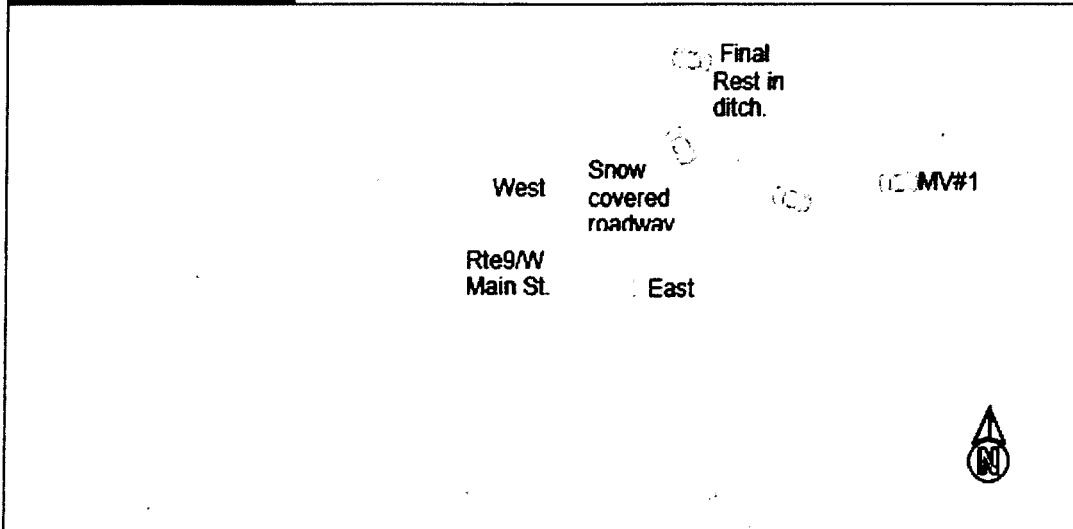 Final
Rest in
ditch.
Snow
covered
roadway
West
MV#1
Rte9/W
Main St.
East
N